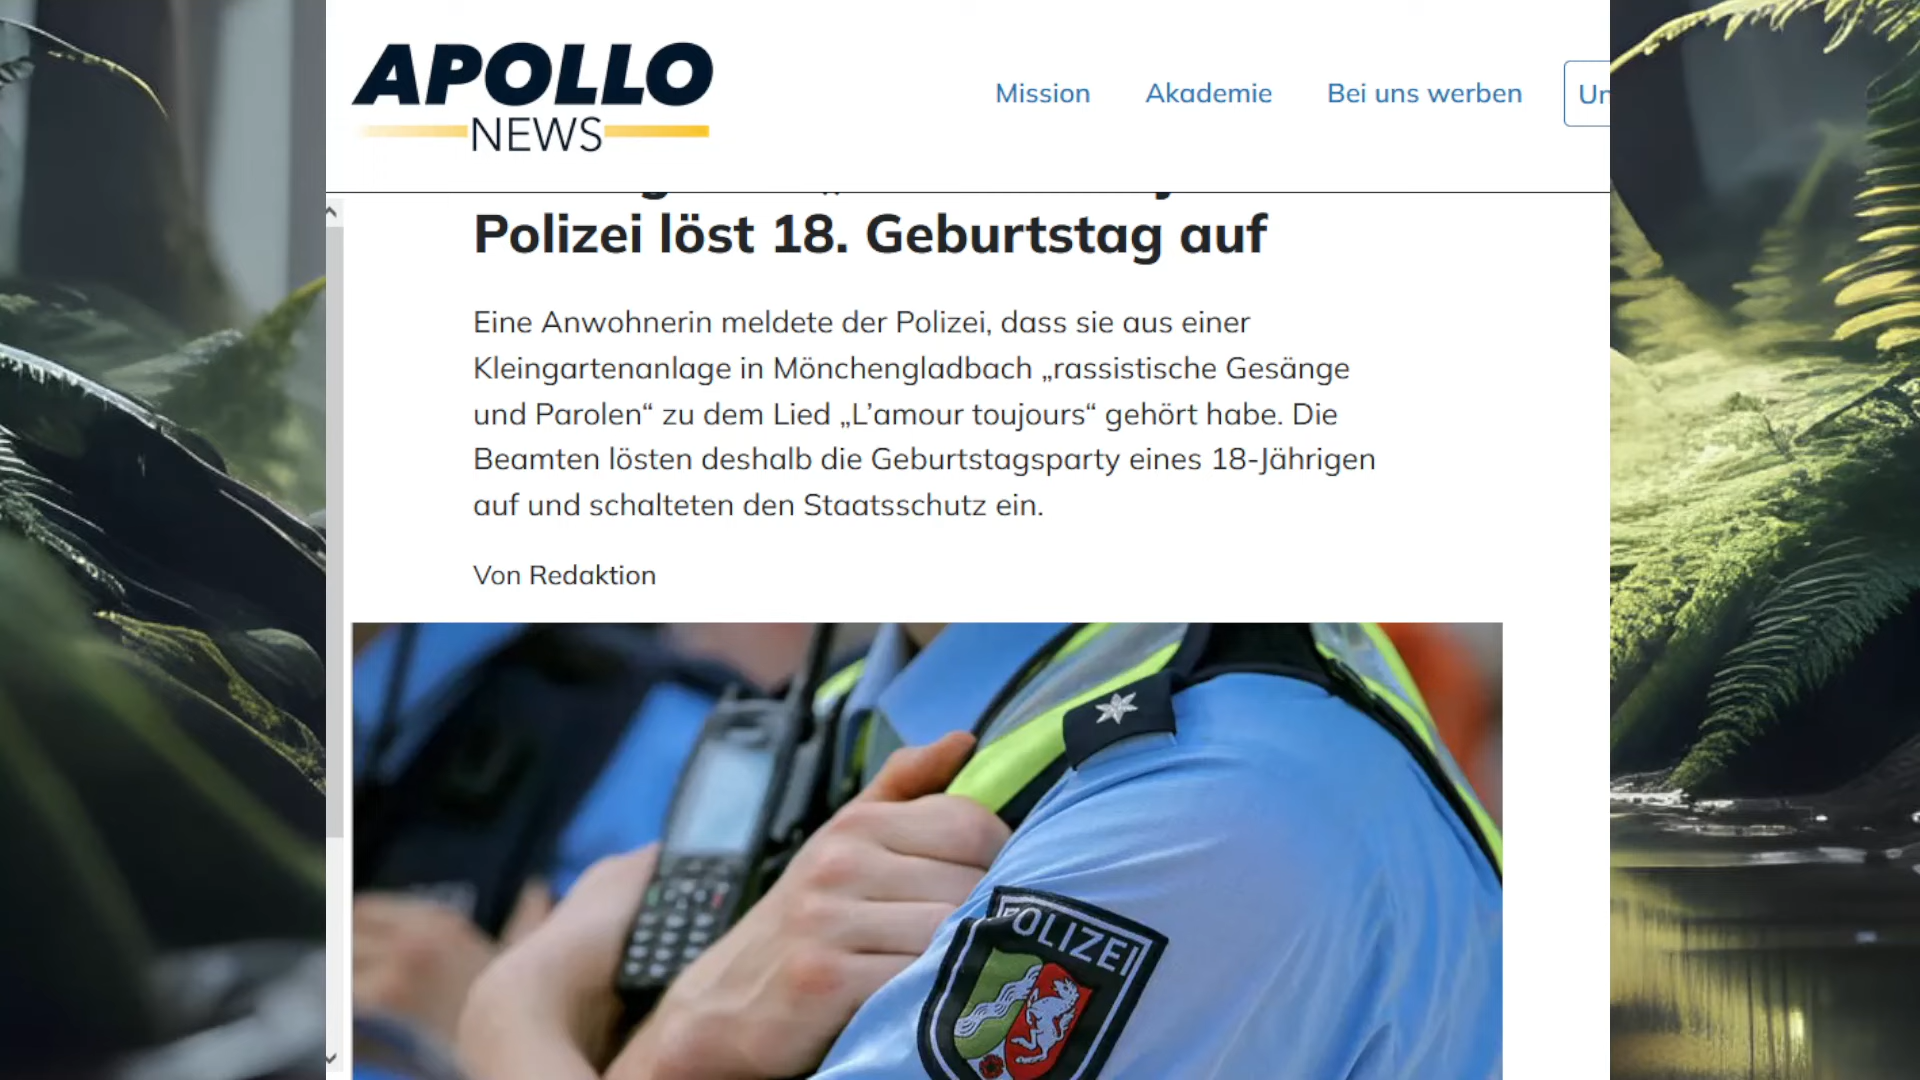 APOLLO
NEWS
Mission
Akademie
Bei uns werben
Un
Polizei löst 18. Geburtstag auf
Eine Anwohnerin meldete der Polizei, dass sie aus einer
Kleingartenanlage in Mönchengladbach „rassistische Gesänge
und Parolen“ zu dem Lied „L’amour toujours“ gehört habe. Die
Beamten lösten deshalb die Geburtstagsparty eines 18-Jährigen
auf und schalteten den Staatsschutz ein.
Von Redaktion
POLIZEI